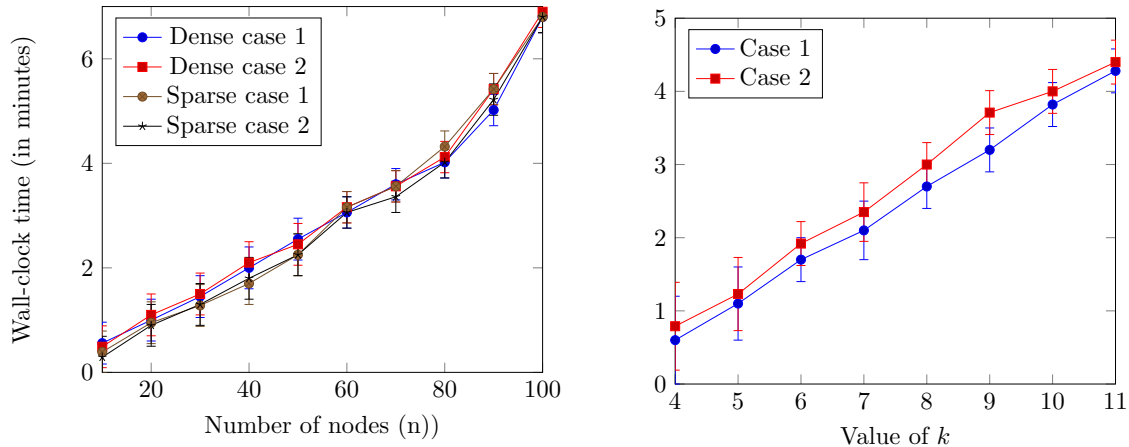 Wall-clock time (in minutes)
6
4
2
0
Dense case 1
Dense case 2
Sparse case 1
Sparse case 2
20 40 60 80 100
Number of nodes (n))
5
4
3
2
1
0
Case 1
Case 2
4 5 6 7 8 9 10 11
Value of k